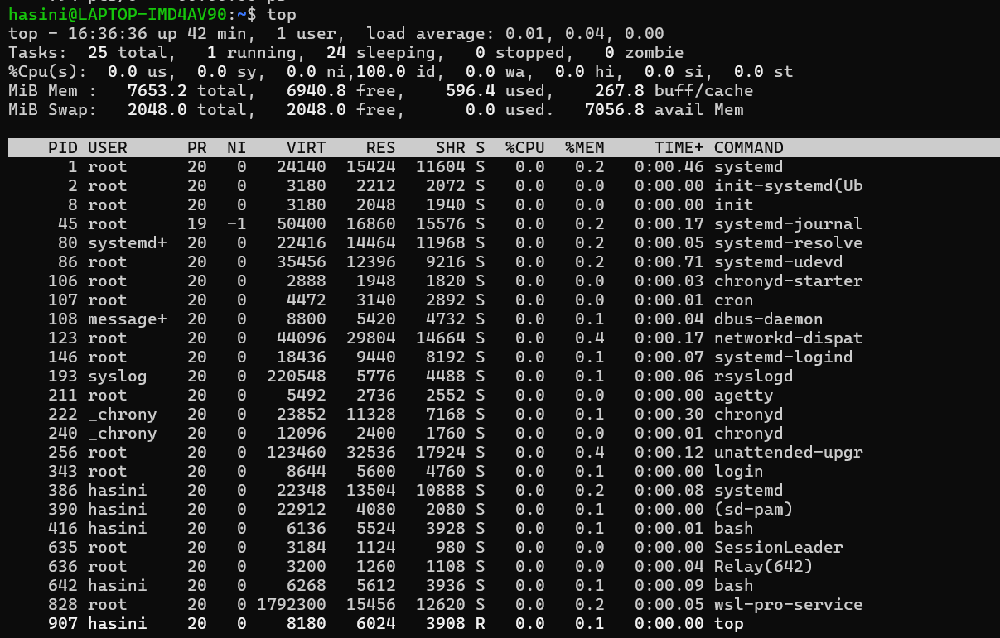 hasini@LAPTOP-IMD4AV90:~$ top
top - 16:36:36 up 42 min,  1 user,  load average: 0.01, 0.04, 0.00
Tasks:  25 total,   1 running,  24 sleeping,   0 stopped,   0 zombie
%Cpu(s):  0.0 us,  0.0 sy,  0.0 ni,100.0 id,  0.0 wa,  0.0 hi,  0.0 si,  0.0 st
MiB Mem :   7653.2 total,   6940.8 free,    596.4 used,    267.8 buff/cache
MiB Swap:   2048.0 total,   2048.0 free,      0.0 used.   7056.8 avail Mem
    PID USER      PR  NI    VIRT    RES    SHR S  %CPU  %MEM     TIME+ COMMAND
      1 root      20   0   24140  15424  11604 S   0.0   0.2   0:00.46 systemd
      2 root      20   0    3180   2212   2072 S   0.0   0.0   0:00.00 init-systemd(Ub
      8 root      20   0    3180   2048   1940 S   0.0   0.0   0:00.00 init
     45 root      19  -1   50400  16860  15576 S   0.0   0.2   0:00.17 systemd-journal
     80 systemd+  20   0   22416  14464  11968 S   0.0   0.2   0:00.05 systemd-resolve
     86 root      20   0   35456  12396   9216 S   0.0   0.2   0:00.71 systemd-udevd
    106 root      20   0    2888   1948   1820 S   0.0   0.0   0:00.03 chronyd-starter
    107 root      20   0    4472   3140   2892 S   0.0   0.0   0:00.01 cron
    108 message+  20   0    8800   5420   4732 S   0.0   0.1   0:00.04 dbus-daemon
    123 root      20   0   44096  29804  14664 S   0.0   0.4   0:00.17 networkd-dispat
    146 root      20   0   18436   9440   8192 S   0.0   0.1   0:00.07 systemd-logind
    193 syslog    20   0  220548   5776   4488 S   0.0   0.1   0:00.06 rsyslogd
    211 root      20   0    5492   2736   2552 S   0.0   0.0   0:00.00 agetty
    222 _chrony   20   0   23852  11328   7168 S   0.0   0.1   0:00.30 chronyd
    240 _chrony   20   0   12096   2400   1760 S   0.0   0.0   0:00.01 chronyd
    256 root      20   0  123460  32536  17924 S   0.0   0.4   0:00.12 unattended-upgr
    343 root      20   0    8644   5600   4760 S   0.0   0.1   0:00.00 login
    386 hasini    20   0   22348  13504  10888 S   0.0   0.2   0:00.08 systemd
    390 hasini    20   0   22912   4080   2080 S   0.0   0.1   0:00.00 (sd-pam)
    416 hasini    20   0    6136   5524   3928 S   0.0   0.1   0:00.01 bash
    635 root      20   0    3184   1124    980 S   0.0   0.0   0:00.00 SessionLeader
    636 root      20   0    3200   1260   1108 S   0.0   0.0   0:00.04 Relay(642)
    642 hasini    20   0    6268   5612   3936 S   0.0   0.1   0:00.09 bash
    828 root      20   0 1792300  15456  12620 S   0.0   0.2   0:00.05 wsl-pro-service
    907 hasini    20   0    8180   6024   3908 R   0.0   0.1   0:00.00 top